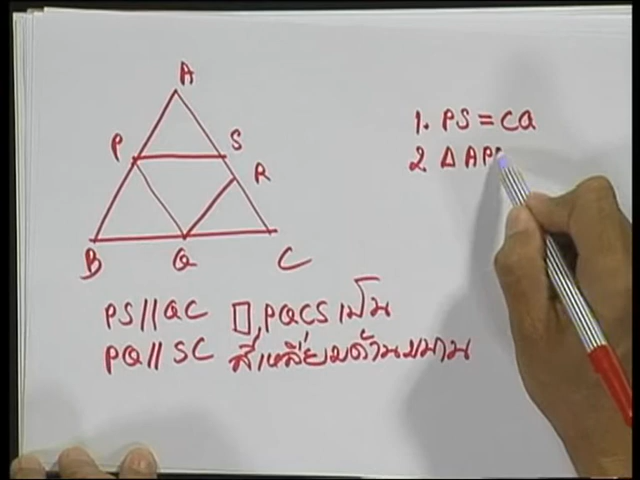 A
P
S
R
B
Q
C
1. PS = CQ
2 Δ AP
PS//QC □PQCS เป็น
PQ// SC สี่เหลี่ยมด้านขนาน